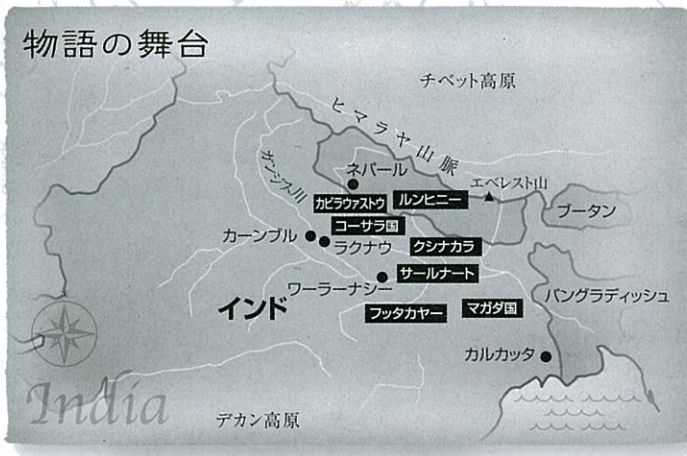 物語の舞台
チベット高原
ヒマラヤ山脈
ガンジス川
ネパール
エベレスト山
カピラヴァストゥ
ルンヒニー
ブータン
コーサラ国
カーンプル
ラクナウ
クシナカラ
サールナート
ワーラーナシー
インド
バングラディッシュ
フッタカヤー
マガダ国
カルカッタ
India
デカン高原